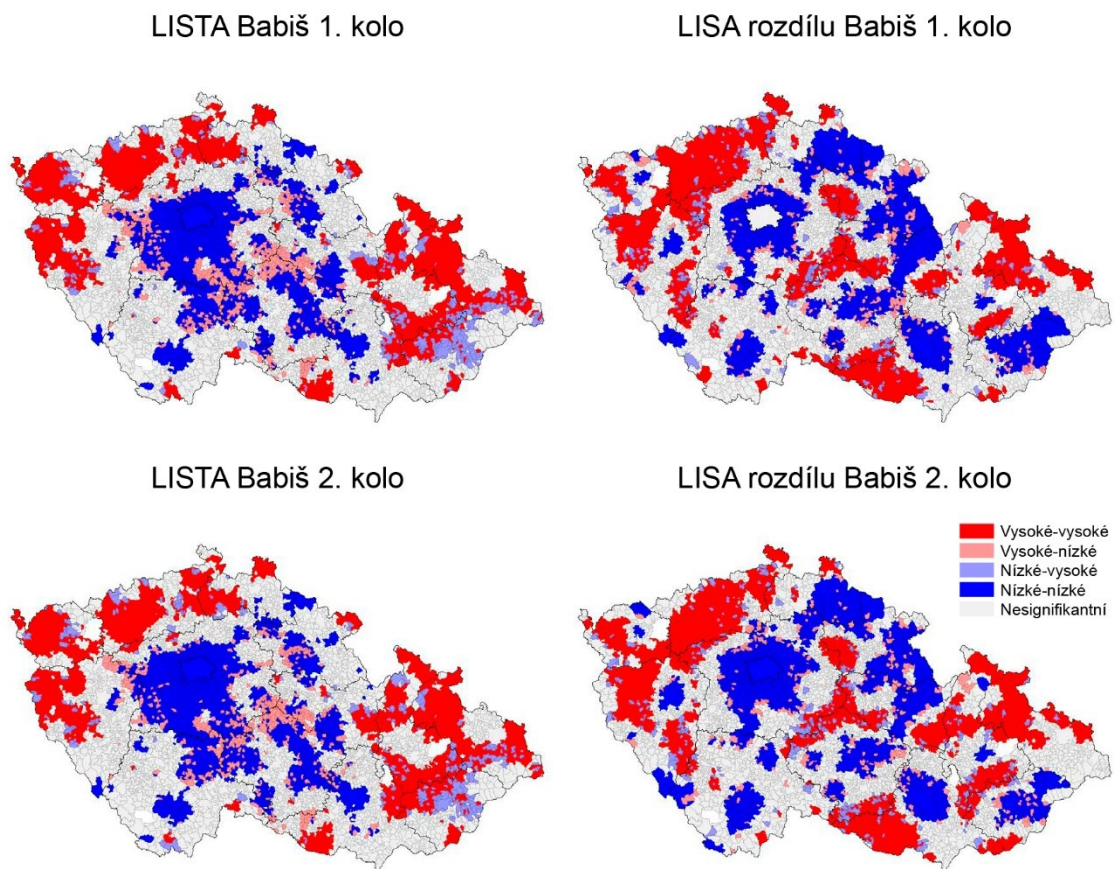 LISTA Babiš 1. kolo
LISA rozdílu Babiš 1. kolo
LISTA Babiš 2. kolo
LISA rozdílu Babiš 2. kolo
Vysoké-vysoké
Vysoké-nízké
Nízké-vysoké
Nízké-nízké
Nesignifikantní